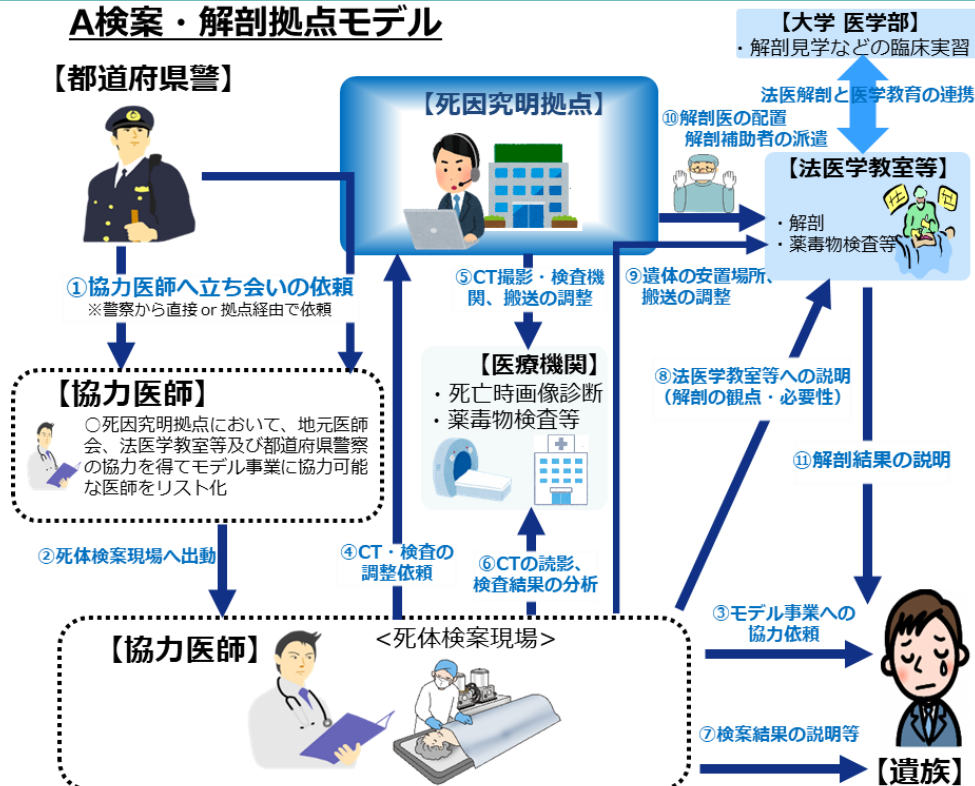 A検案・解剖拠点モデル
【大学 医学部】
・解剖見学などの臨床実習
【都道府県警】
【死因究明拠点】
法医解剖と医学教育の連携
⑩解剖医の配置
解剖補助者の派遣
【法医学教室等】
・解剖
・薬毒物検査等
①協力医師へ立ち会いの依頼
※警察から直接 or 拠点経由で依頼
⑤CT撮影・検査機
関、搬送の調整
⑨遺体の安置場所、
搬送の調整
【医療機関】
・死亡時画像診断
・薬毒物検査等
⑧法医学教室等への説明
（解剖の観点・必要性）
【協力医師】
○死因究明拠点において、地元医師
会、法医学教室等及び都道府県警察
の協力を得てモデル事業に協力可能
な医師をリスト化
⑪解剖結果の説明
②死体検案現場へ出動
④CT・検査の
調整依頼
⑥CTの読影、
検査結果の分析
③モデル事業への
協力依頼
【協力医師】
<死体検案現場>
⑦検案結果の説明等
【遺族】